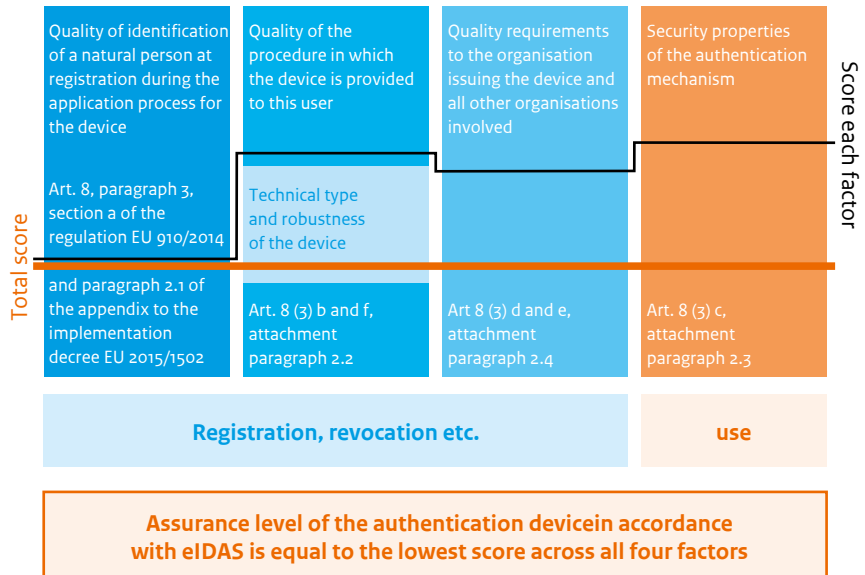 Quality of identification
of a natural person at
registration during the
application process for
the device
Art. 8, paragraph 3,
section a of the
regulation EU 910/2014
and paragraph 2.1 of
the appendix to the
implementation
decree EU 2015/1502
Quality of the
procedure in which
the device is provided
to this user
Technical type
and robustness
of the device
Art. 8 (3) b and f,
attachment
paragraph 2.2
Quality requirements
to the organisation
issuing the device and
all other organisations
involved
Art 8 (3) d and e,
attachment
paragraph 2.4
Security properties
of the authentication
mechanism
Art. 8 (3) c,
attachment
paragraph 2.3
Total score
Score each factor
Registration, revocation etc.
use
Assurance level of the authentication devicein accordance
with eIDAS is equal to the lowest score across all four factors